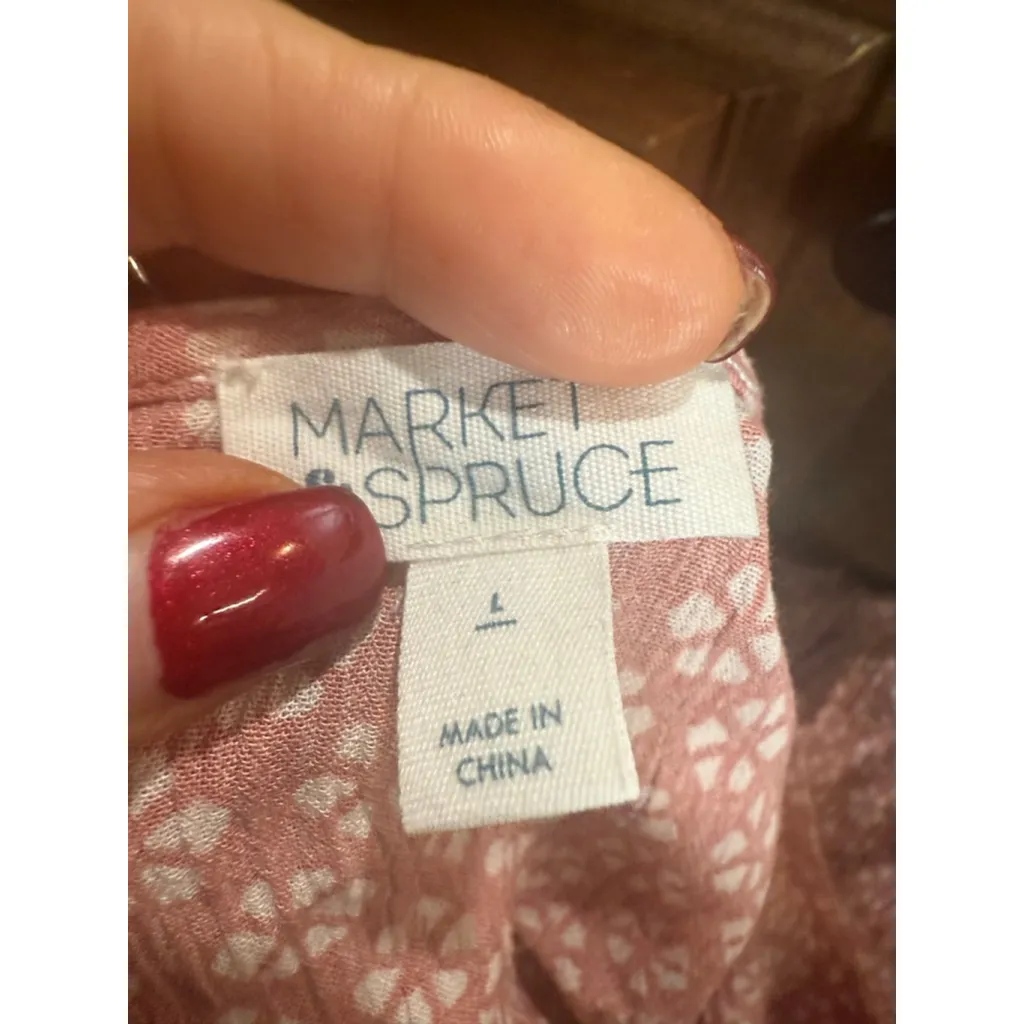 MARKET
& SPRUCE
L
MADE IN
CHINA